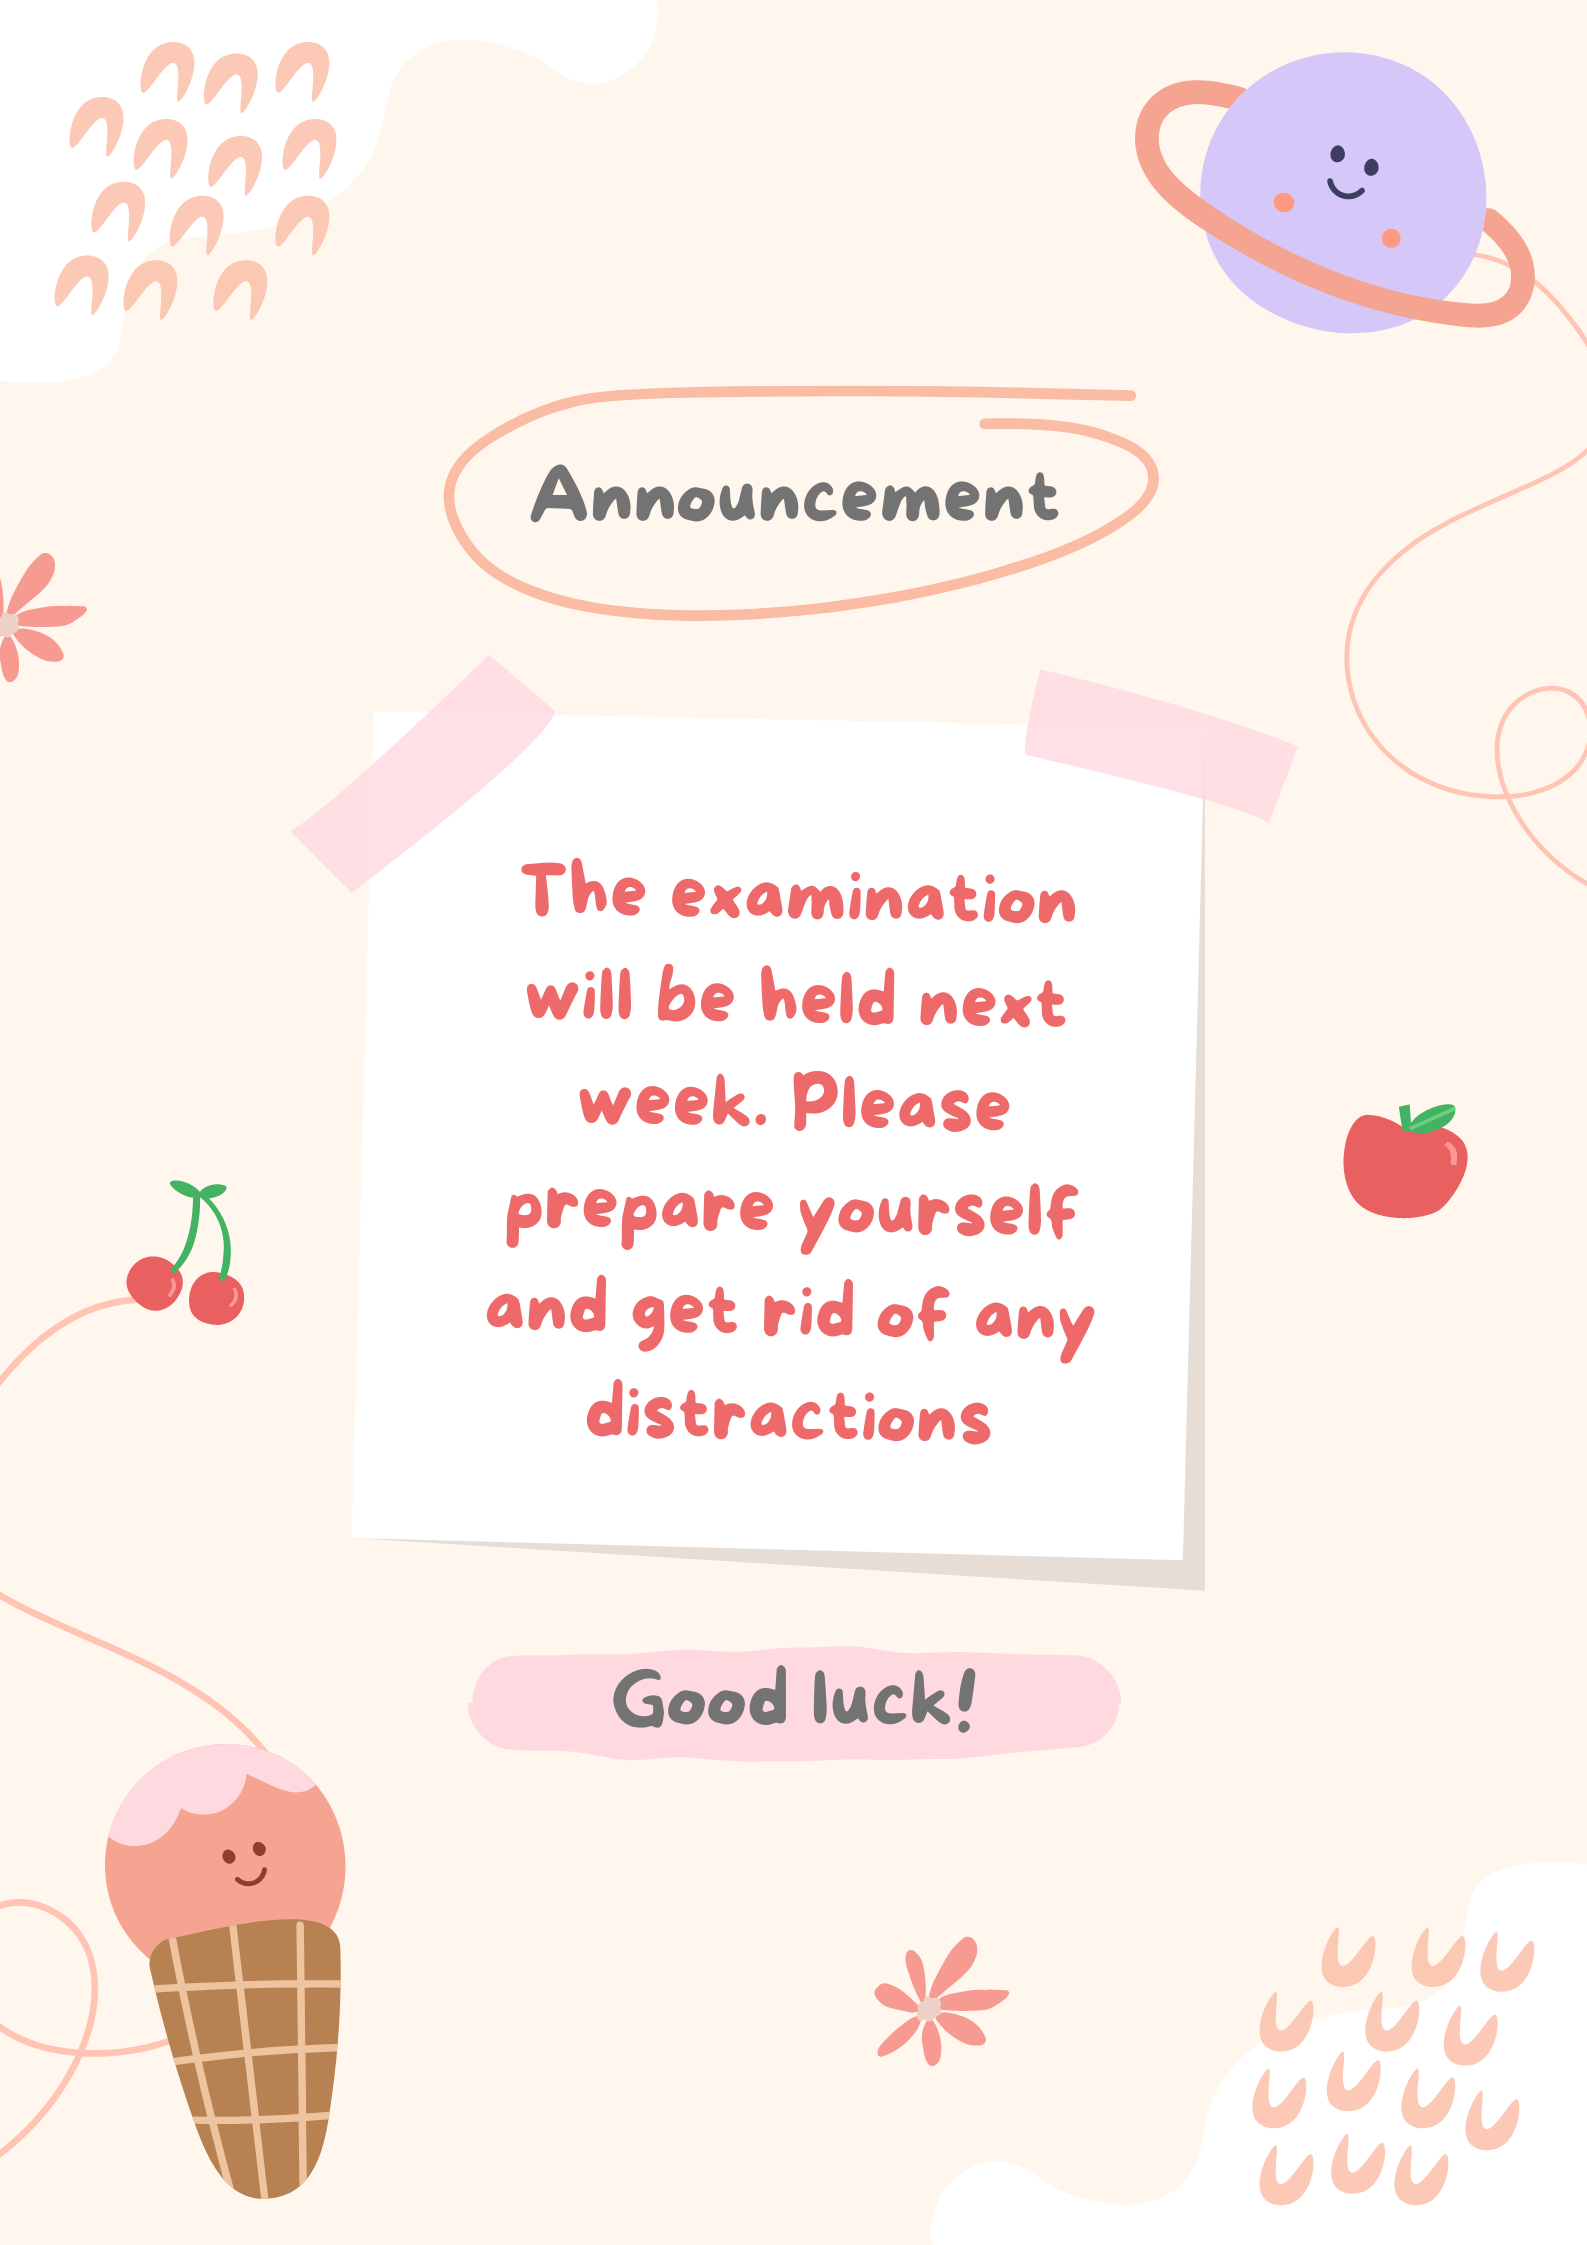 Announcement
The examination
will be held next
week. Please
prepare yourself
and get rid of any
distractions
Good luck!